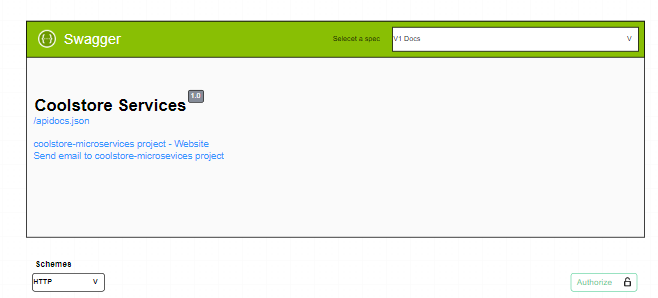 Swagger
Selecet a spec
V1 Docs
V
Coolstore Services 1.0
/apidocs.json
coolstore-microservices project - Website
Send email to coolstore-microsevices project
Schemes
HTTP
V
Authorize